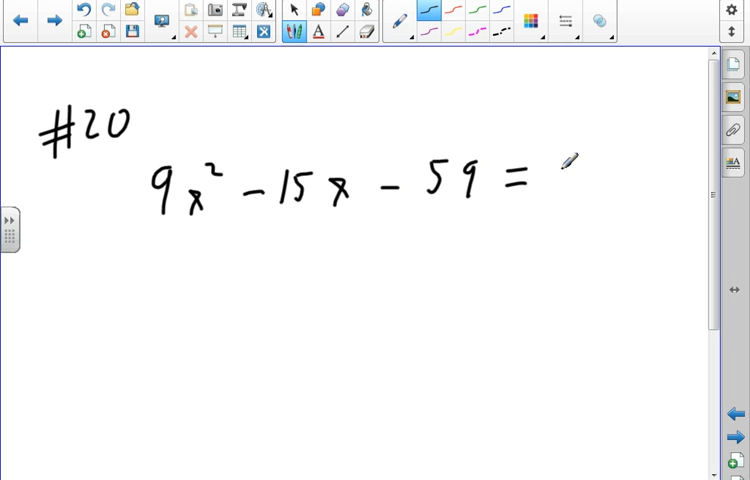 #20
9x² - 15x - 59 =